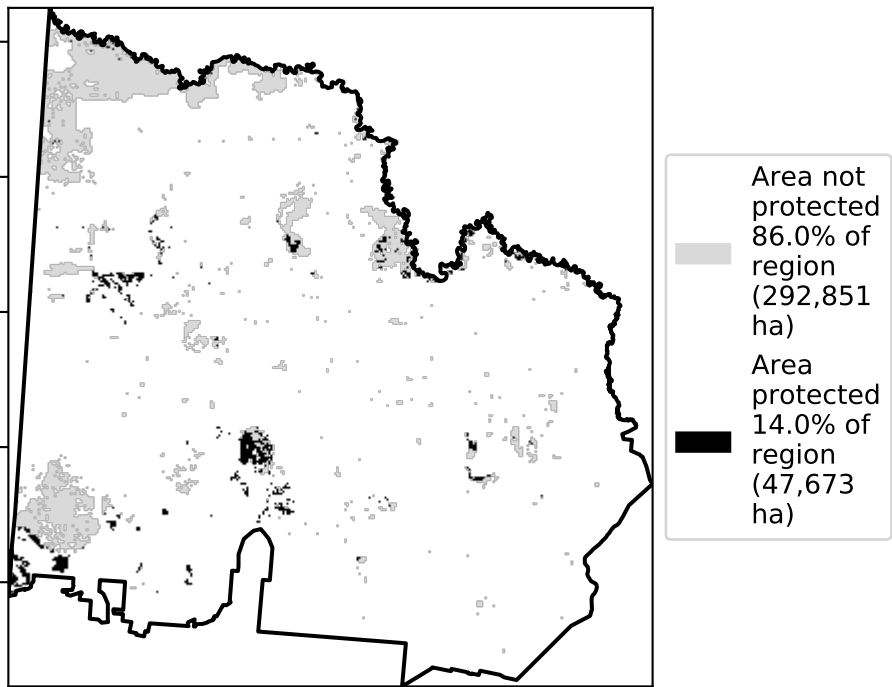 Area not
protected
86.0% of
region
(292,851
ha)
Area
protected
14.0% of
region
(47,673
ha)